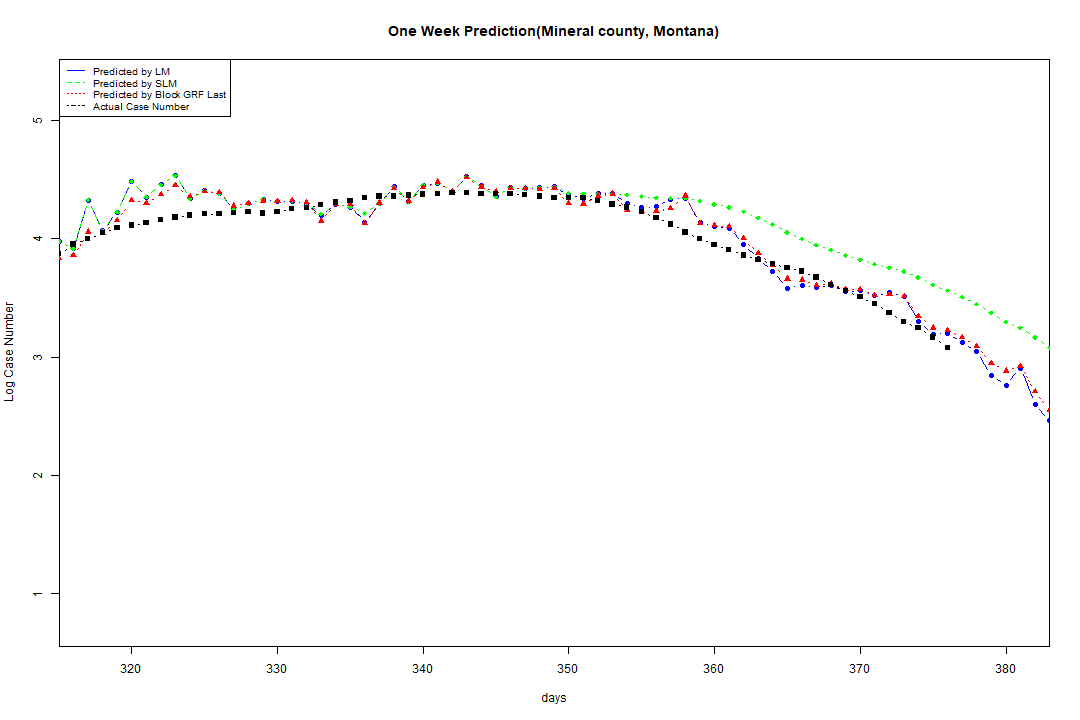 One Week Prediction(Mineral county, Montana)
Predicted by LM
Predicted by SLM
Predicted by Block GRF Last
Actual Case Number
5
4
3
2
1
Log Case Number
320 330 340 350 360 370 380
days